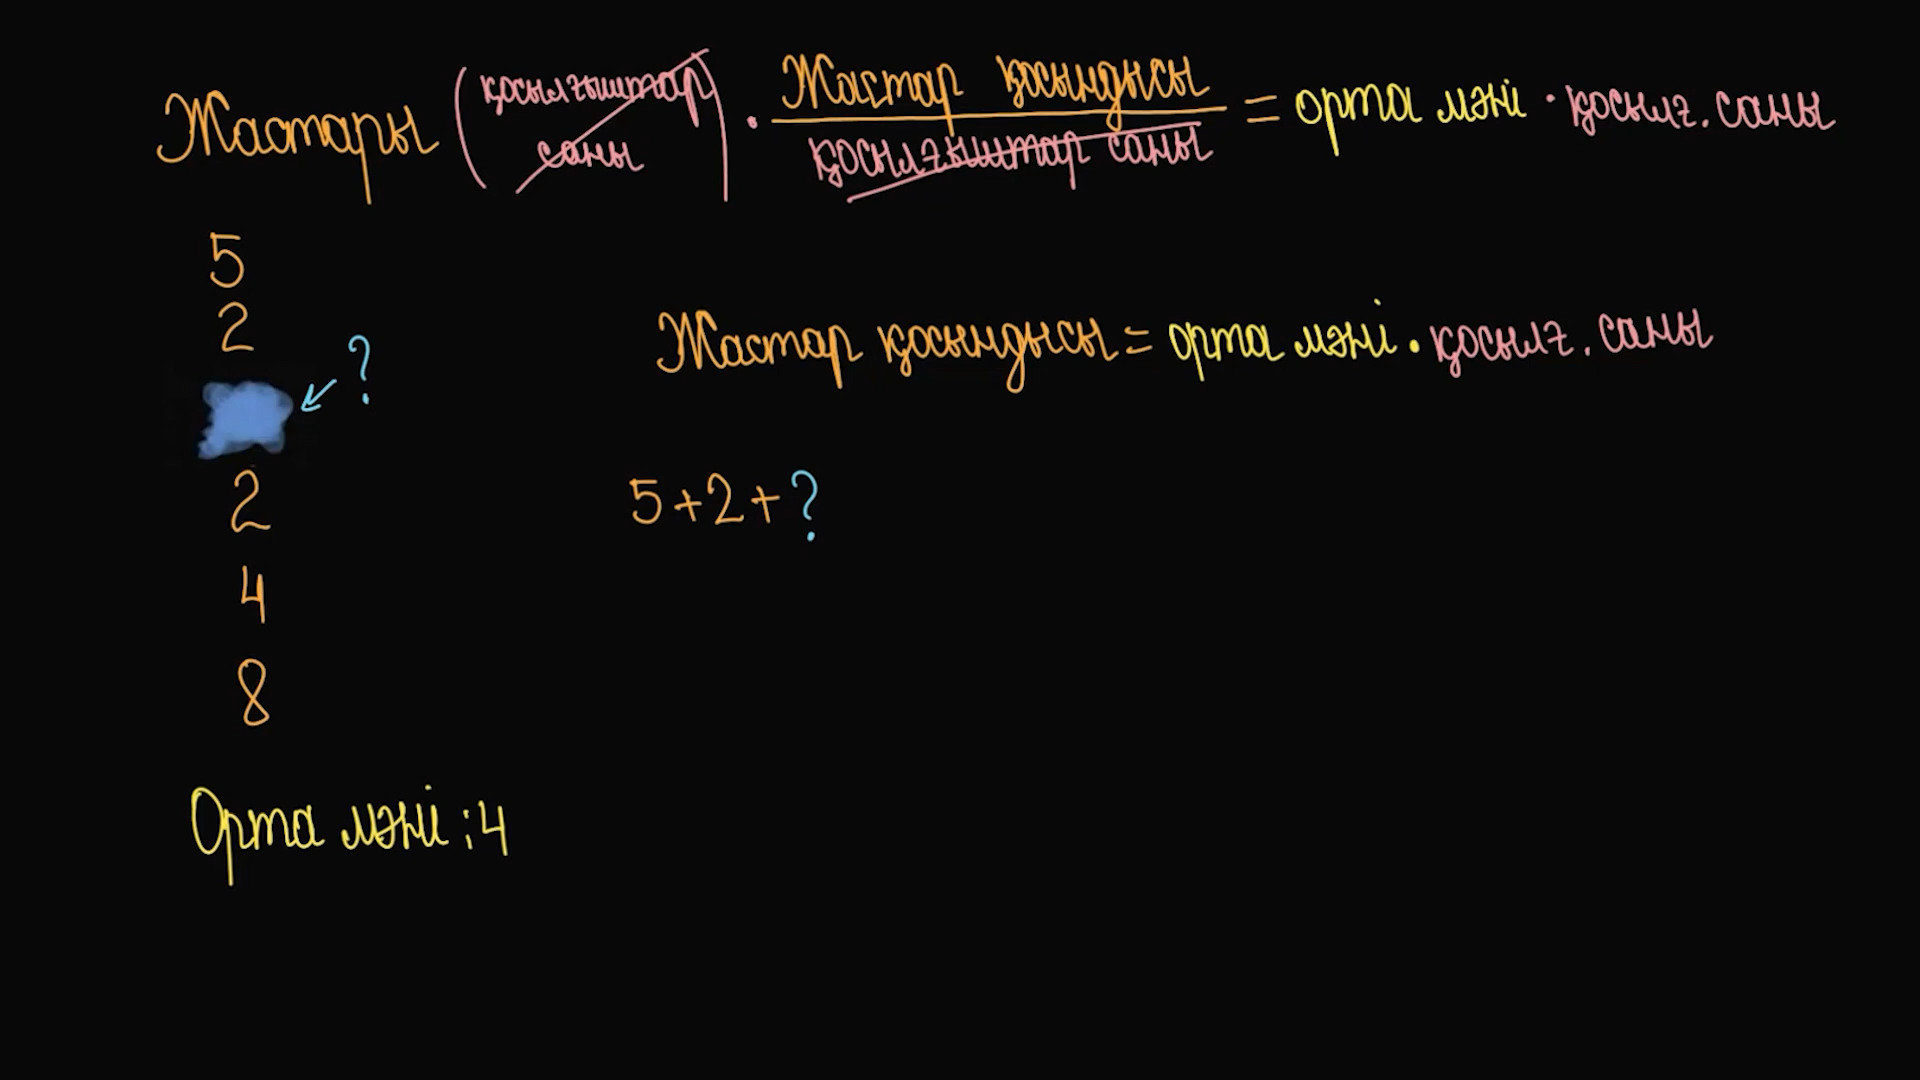 Жастары (қосылғыштар саны) · Жастар қосындысы / қосылғыштар саны = орта мәні · қосылғ. саны
5
2
?
Жастар қосындысы = орта мәні · қосылғ. саны
2
5+2+?
4
8
Орта мәні : 4